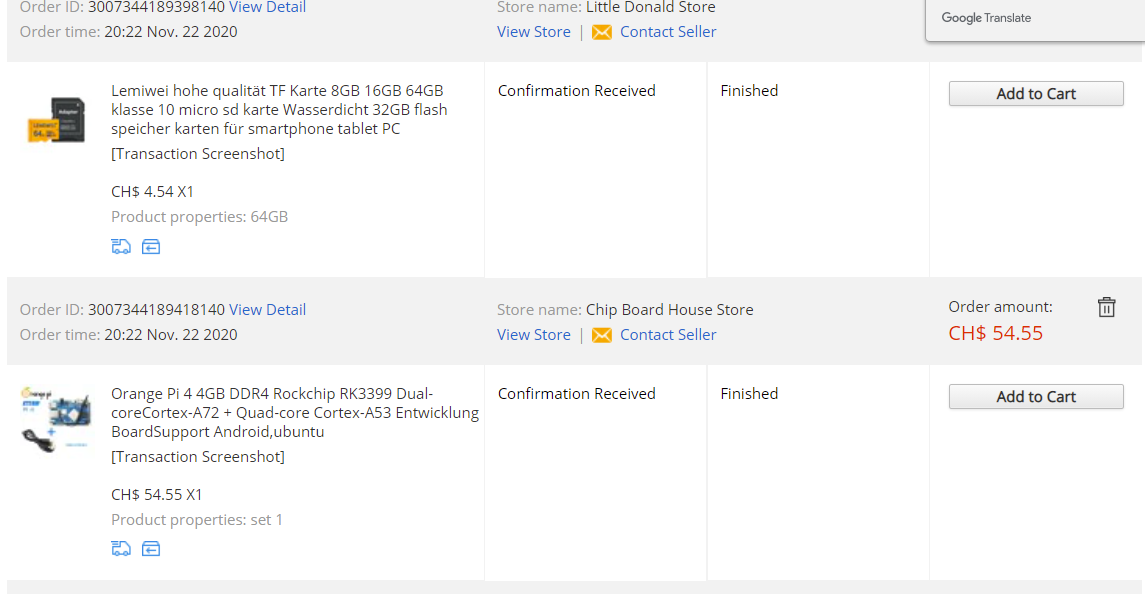 Order ID: 3007344189398140 View Detail
Store name: Little Donald Store
Order time: 20:22 Nov. 22 2020
View Store | Contact Seller
Google Translate
Lemiwei hohe qualität TF Karte 8GB 16GB 64GB
klasse 10 micro sd karte Wasserdicht 32GB flash
speicher karten für smartphone tablet PC
[Transaction Screenshot]
CH$ 4.54 X1
Product properties: 64GB
Confirmation Received
Finished
Add to Cart
Order ID: 3007344189418140 View Detail
Store name: Chip Board House Store
Order time: 20:22 Nov. 22 2020
View Store | Contact Seller
Order amount:
CH$ 54.55
Orange Pi 4 4GB DDR4 Rockchip RK3399 Dual-
coreCortex-A72 + Quad-core Cortex-A53 Entwicklung
BoardSupport Android,ubuntu
[Transaction Screenshot]
CH$ 54.55 X1
Product properties: set 1
Confirmation Received
Finished
Add to Cart